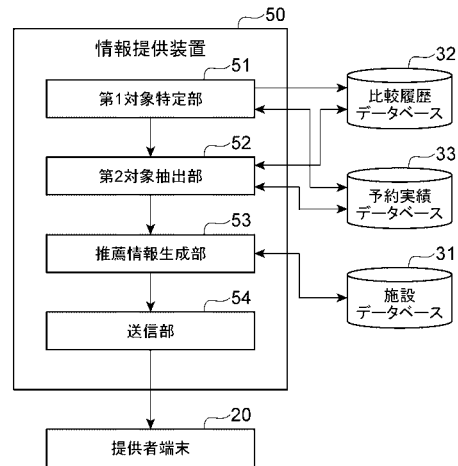 50
情報提供装置
51
第1対象特定部
32
比較履歴
データベース
52
第2対象抽出部
33
予約実績
データベース
53
推薦情報生成部
31
施設
データベース
54
送信部
20
提供者端末